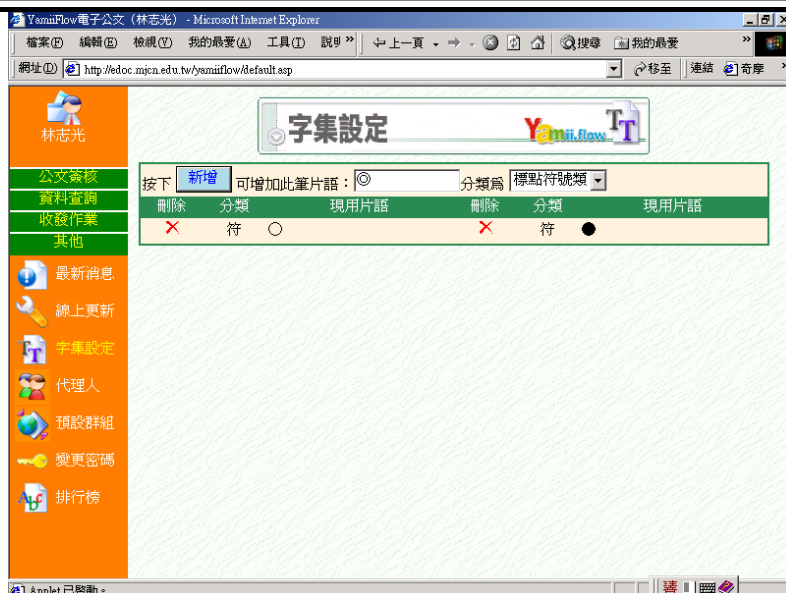 YamiiFlow電子公文（林志光） - Microsoft Internet Explorer
檔案(F) 編輯(E) 檢視(V) 我的最愛(A) 工具(T) 說明 » 上一頁 搜尋 我的最愛 »
網址(D) http://edoc.mjcn.edu.tw/yamiiflow/default.asp 移至 連結 奇摩 »
林志光
字集設定 Yamii.flow TT
公文簽核
資料查詢
收發作業
其他
最新消息
線上更新
字集設定
代理人
預設群組
變更密碼
排行榜
按下 新增 可增加此筆片語：◎ 分類爲 標點符號類
刪除 分類 現用片語 刪除 分類 現用片語
符 ○ 符 ●
Applet 已啓動。